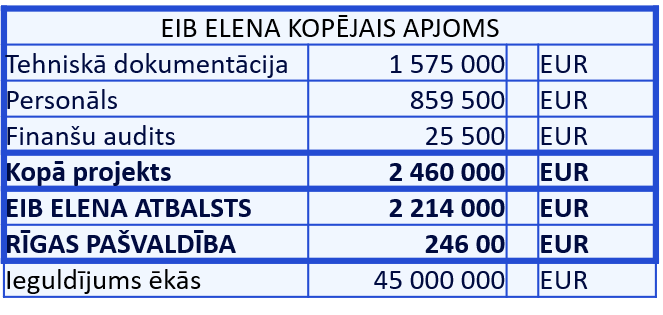 EIB ELENA KOPĒJAIS APJOMS
Tehniskā dokumentācija 1 575 000 EUR
Personāls 859 500 EUR
Finanšu audits 25 500 EUR
Kopā projekts 2 460 000 EUR
EIB ELENA ATBALSTS 2 214 000 EUR
RĪGAS PAŠVALDĪBA 246 00 EUR
Ieguldījums ēkās 45 000 000 EUR